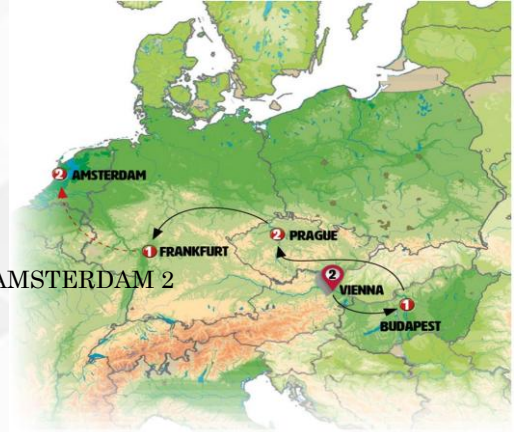 2 AMSTERDAM
2 PRAGUE
1 FRANKFURT
AMSTERDAM 2
2
VIENNA
1
BUDAPEST